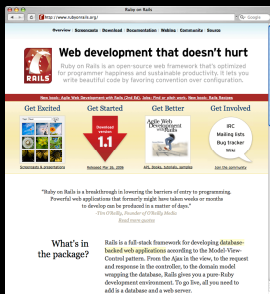 Ruby on Rails
http://www.rubyonrails.org/
Google
Overview Screencasts Download Documentation Weblog Community Source
Web development that doesn't hurt
Ruby on Rails is an open-source web framework that's optimized
for programmer happiness and sustainable productivity. It lets you
write beautiful code by favoring convention over configuration.
RAILS
Get Excited Get Started Get Better Get Involved
Download
version
1.1
Agile Web
Development
with Rails
IRC
Mailing lists
Bug tracker
Wiki
Screencasts & presentations Released Mar 28, 2006 API, Books, tutorials, samples Join the community
"Ruby on Rails is a breakthrough in lowering the barriers of entry to programming.
Powerful web applications that formerly might have taken weeks or months
to develop can be produced in a matter of days."
-Tim O'Reilly, Founder of O'Reilly Media
Read more quotes
What's in
the package?
Rails is a full-stack framework for developing database-
backed web applications according to the Model-View-
Control pattern. From the Ajax in the view, to the request
and response in the controller, to the domain model
wrapping the database, Rails gives you a pure-Ruby
development environment. To go live, all you need to
add is a database and a web server.